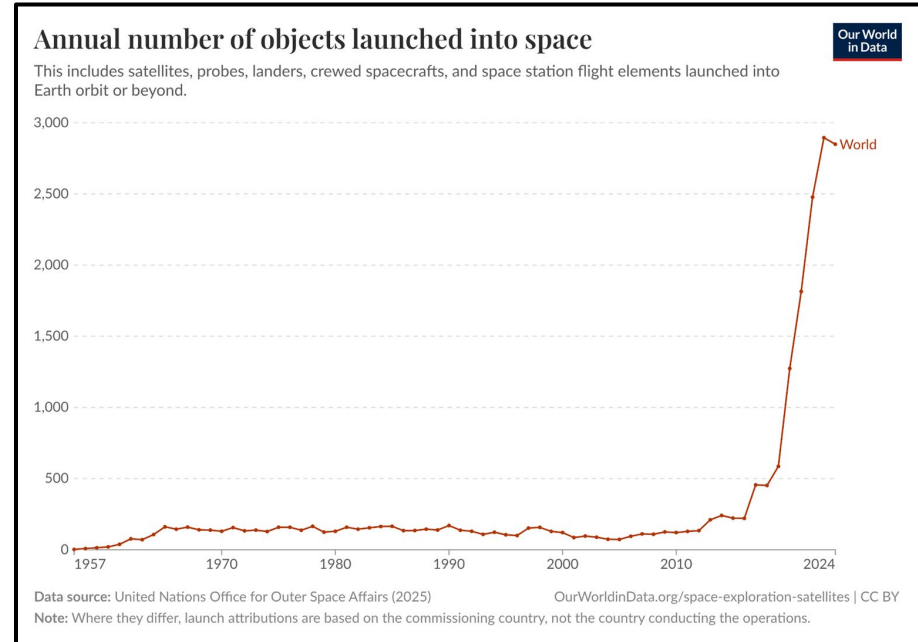 Annual number of objects launched into space
Our World
in Data
This includes satellites, probes, landers, crewed spacecrafts, and space station flight elements launched into
Earth orbit or beyond.
3,000
World
2,500
2,000
1,500
1,000
500
0
1957
1970
1980
1990
2000
2010
2024
Data source: United Nations Office for Outer Space Affairs (2025)
OurWorldinData.org/space-exploration-satellites | CC BY
Note: Where they differ, launch attributions are based on the commissioning country, not the country conducting the operations.